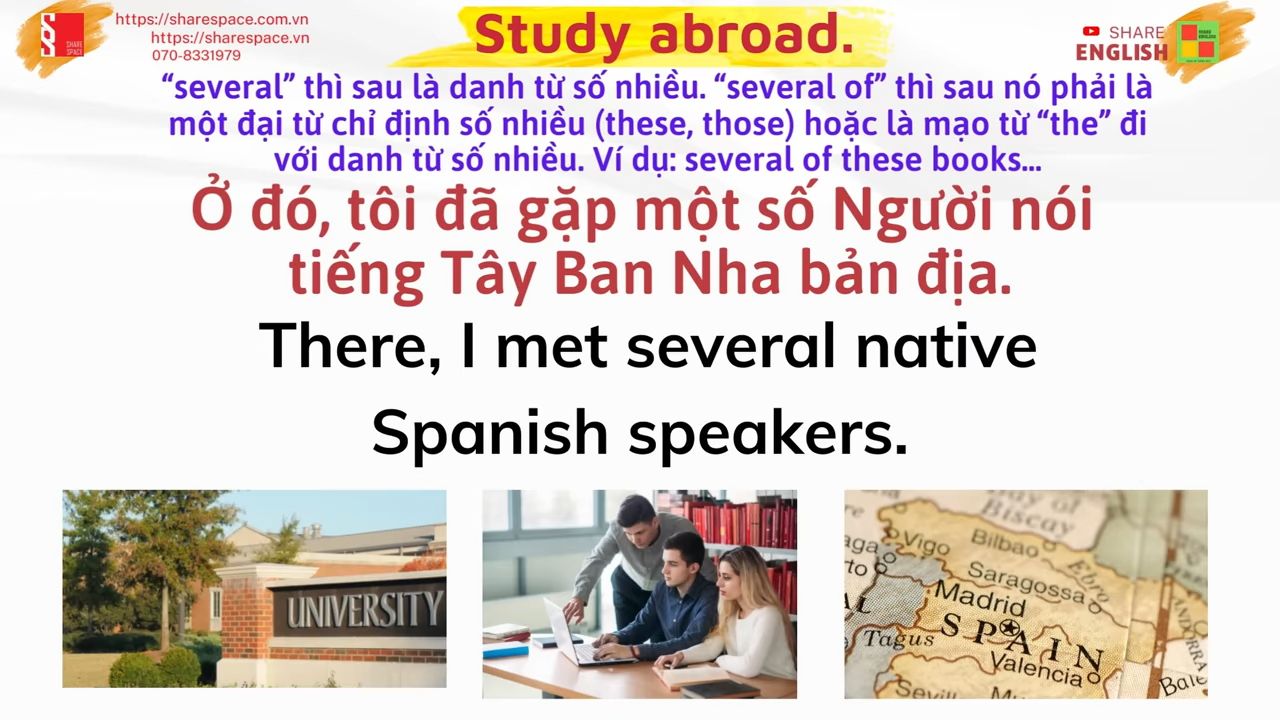 https://sharespace.com.vn
https://sharespace.vn
070-8331979
SHARE
SPACE
Study abroad.
SHARE
ENGLISH
“several” thì sau là danh từ số nhiều. “several of” thì sau nó phải là
một đại từ chỉ định số nhiều (these, those) hoặc là mạo từ “the” đi
với danh từ số nhiều. Ví dụ: several of these books...
Ở đó, tôi đã gặp một số Người nói
tiếng Tây Ban Nha bản địa.
There, I met several native
Spanish speakers.
UNIVERSITY
Biscay
Vigo
Bilbao
Saragossa
Ebro
Madrid
SPAIN
Tagus
Valencia